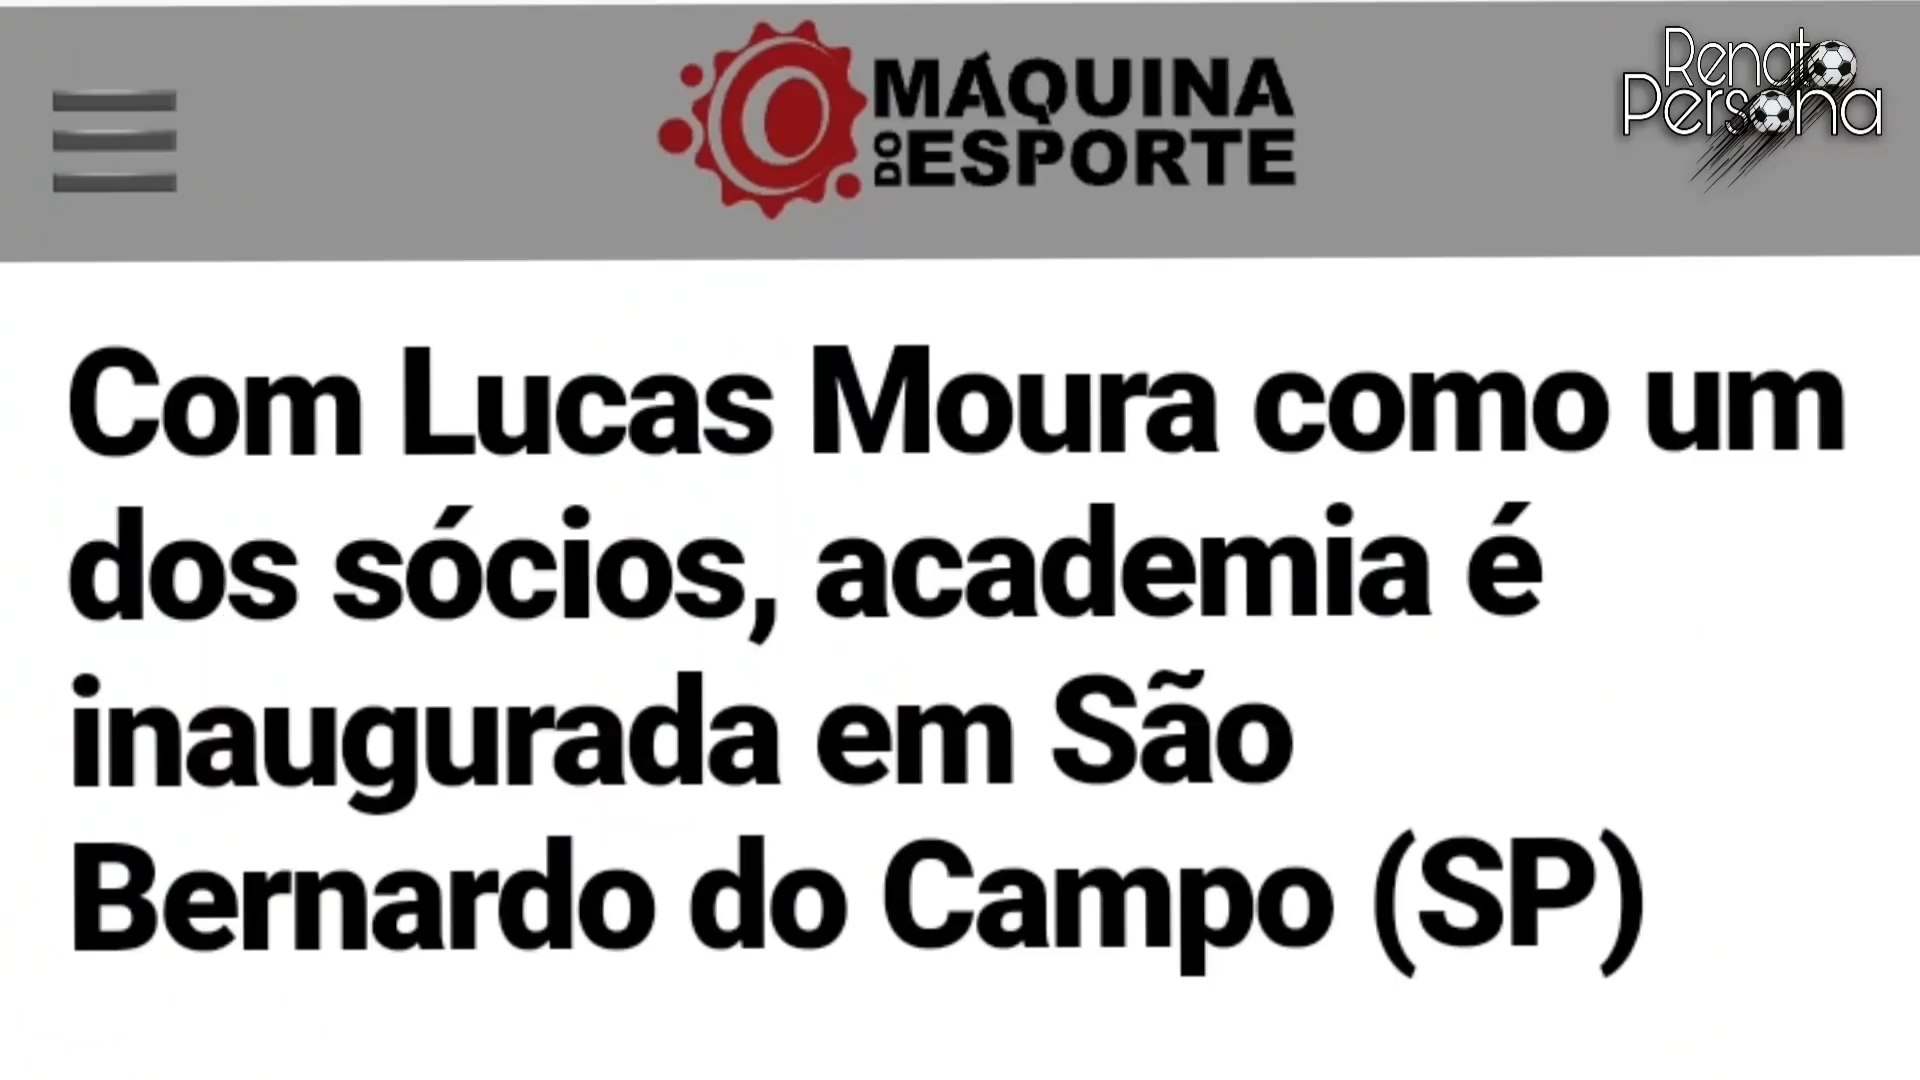 MÁQUINA
DO ESPORTE
Renato
Persona
Com Lucas Moura como um
dos sócios, academia é
inaugurada em São
Bernardo do Campo (SP)